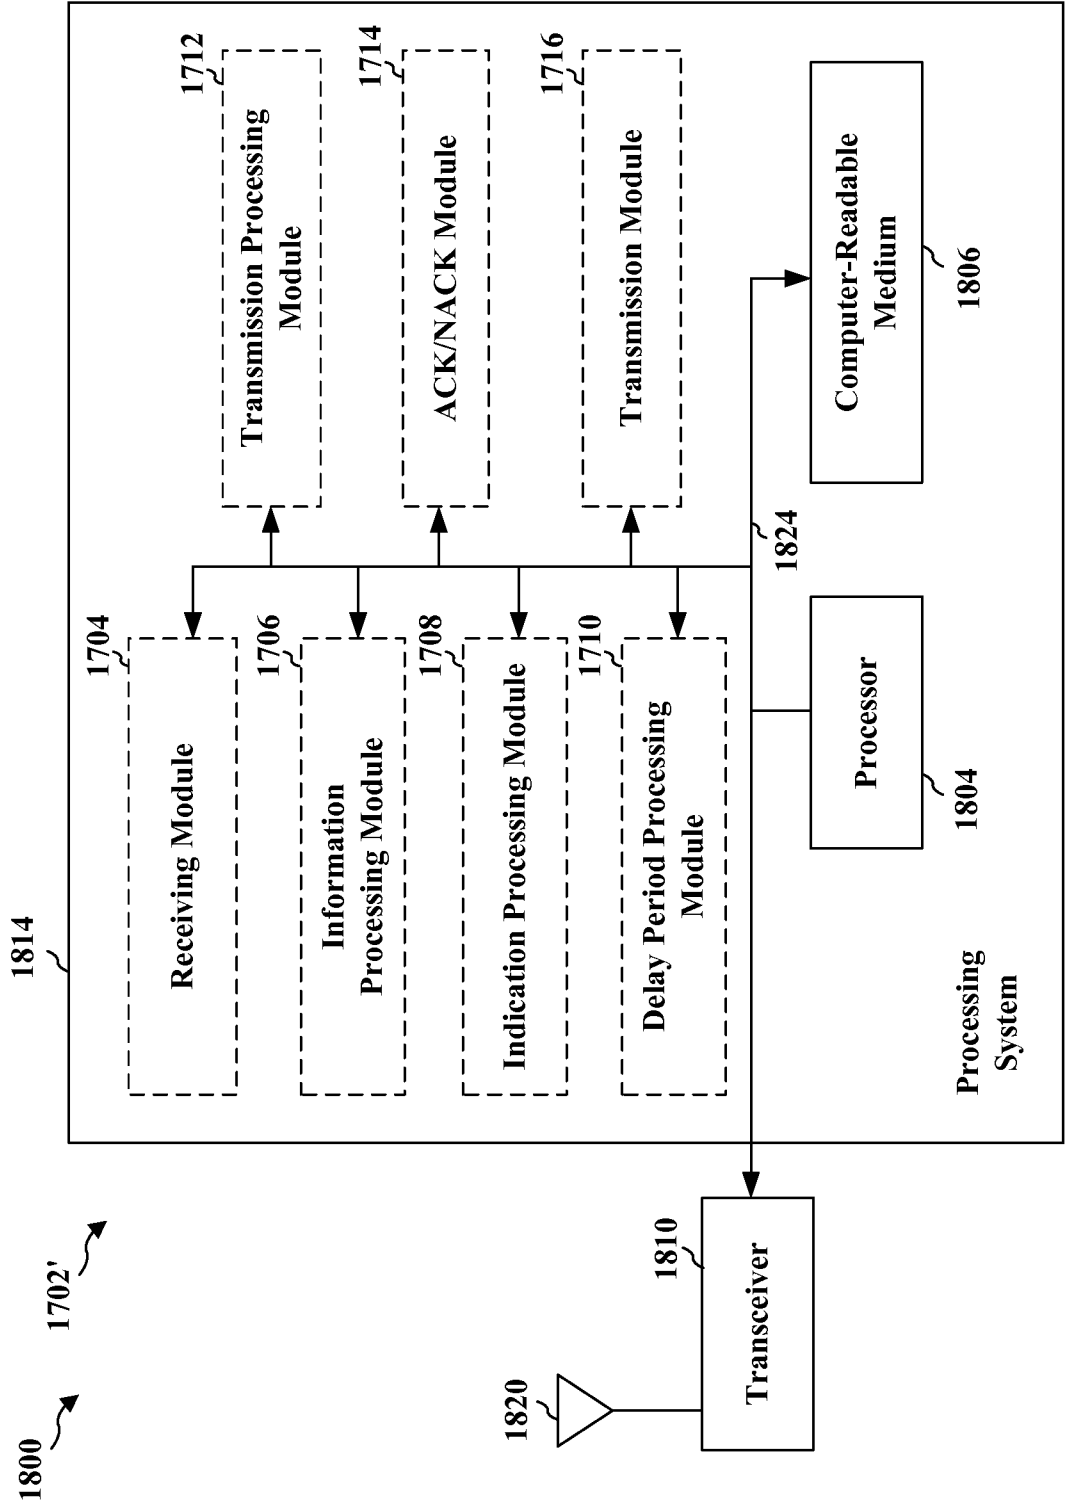 1800
1702'
1814
1704
Receiving Module
1706
Information
Processing Module
1708
Indication Processing Module
1710
Delay Period Processing
Module
1712
Transmission Processing
Module
1714
ACK/NACK Module
1716
Transmission Module
1820
1810
Transceiver
1824
Processor
1804
Computer-Readable
Medium
1806
Processing
System